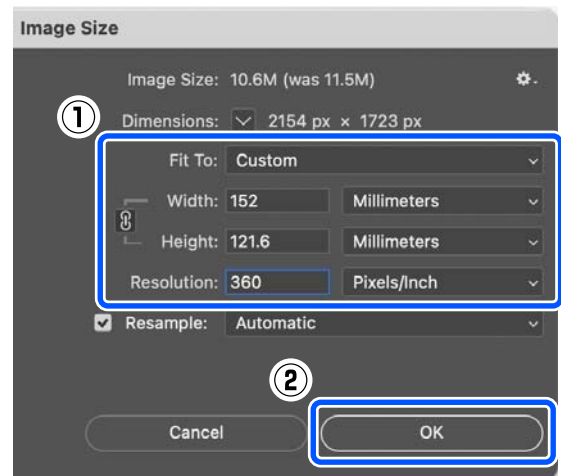 Image Size
Image Size: 10.6M (was 11.5M)
①
Dimensions: 2154 px × 1723 px
Fit To: Custom
Width: 152 Millimeters
Height: 121.6 Millimeters
Resolution: 360 Pixels/Inch
Resample: Automatic
②
Cancel OK